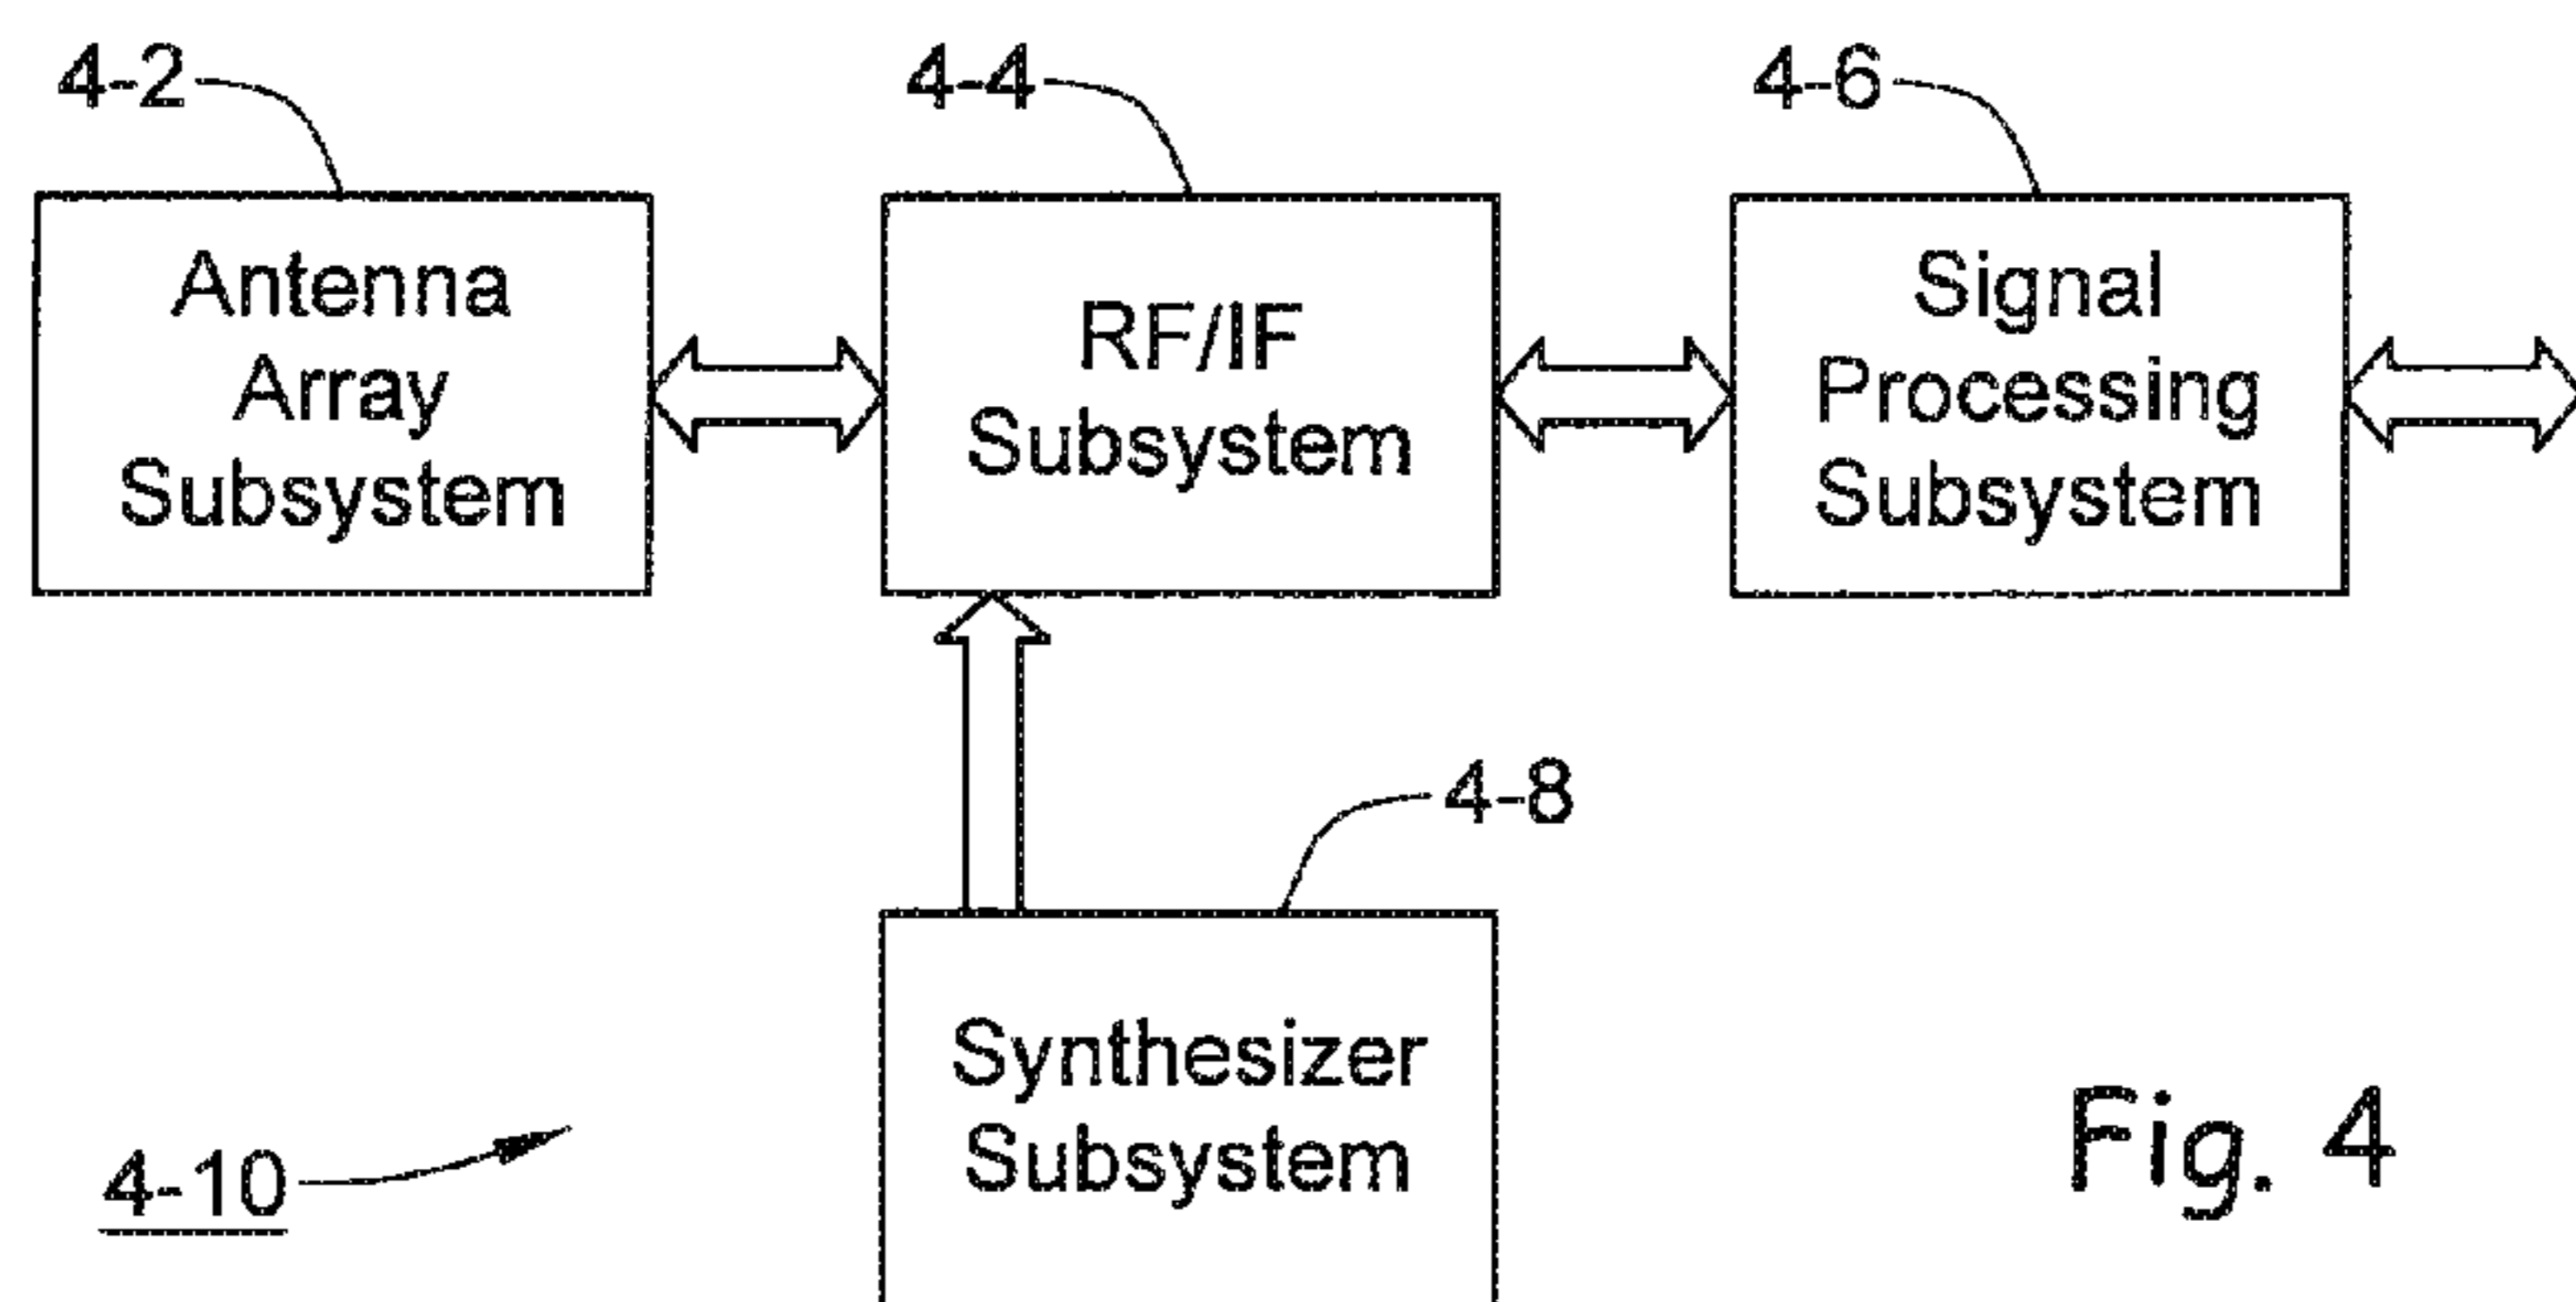 4-2
4-4
4-6
Antenna
Array
Subsystem
RF/IF
Subsystem
Signal
Processing
Subsystem
4-8
Synthesizer
Subsystem
4-10
Fig. 4